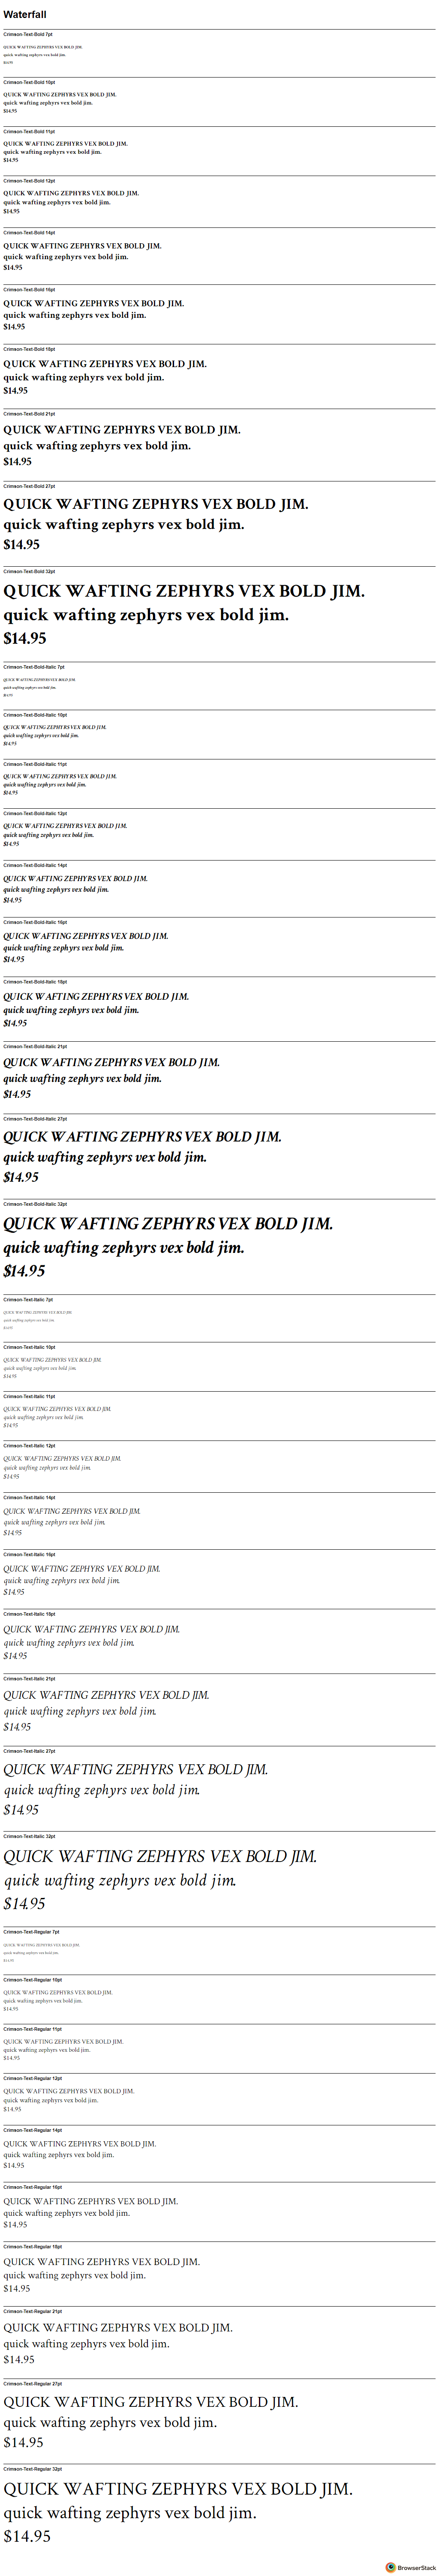 Waterfall
Crimson-Text-Bold 7pt
QUICK WAFTING ZEPHYRS VEX BOLD JIM.
quick wafting zephyrs vex bold jim.
$14.95
Crimson-Text-Bold 10pt
QUICK WAFTING ZEPHYRS VEX BOLD JIM.
quick wafting zephyrs vex bold jim.
$14.95
Crimson-Text-Bold 11pt
QUICK WAFTING ZEPHYRS VEX BOLD JIM.
quick wafting zephyrs vex bold jim.
$14.95
Crimson-Text-Bold 12pt
QUICK WAFTING ZEPHYRS VEX BOLD JIM.
quick wafting zephyrs vex bold jim.
$14.95
Crimson-Text-Bold 14pt
QUICK WAFTING ZEPHYRS VEX BOLD JIM.
quick wafting zephyrs vex bold jim.
$14.95
Crimson-Text-Bold 16pt
QUICK WAFTING ZEPHYRS VEX BOLD JIM.
quick wafting zephyrs vex bold jim.
$14.95
Crimson-Text-Bold 18pt
QUICK WAFTING ZEPHYRS VEX BOLD JIM.
quick wafting zephyrs vex bold jim.
$14.95
Crimson-Text-Bold 21pt
QUICK WAFTING ZEPHYRS VEX BOLD JIM.
quick wafting zephyrs vex bold jim.
$14.95
Crimson-Text-Bold 27pt
QUICK WAFTING ZEPHYRS VEX BOLD JIM.
quick wafting zephyrs vex bold jim.
$14.95
Crimson-Text-Bold 32pt
QUICK WAFTING ZEPHYRS VEX BOLD JIM.
quick wafting zephyrs vex bold jim.
$14.95
Crimson-Text-Bold-Italic 7pt
QUICK WAFTING ZEPHYRS VEX BOLD JIM.
quick wafting zephyrs vex bold jim.
$14.95
Crimson-Text-Bold-Italic 10pt
QUICK WAFTING ZEPHYRS VEX BOLD JIM.
quick wafting zephyrs vex bold jim.
$14.95
Crimson-Text-Bold-Italic 11pt
QUICK WAFTING ZEPHYRS VEX BOLD JIM.
quick wafting zephyrs vex bold jim.
$14.95
Crimson-Text-Bold-Italic 12pt
QUICK WAFTING ZEPHYRS VEX BOLD JIM.
quick wafting zephyrs vex bold jim.
$14.95
Crimson-Text-Bold-Italic 14pt
QUICK WAFTING ZEPHYRS VEX BOLD JIM.
quick wafting zephyrs vex bold jim.
$14.95
Crimson-Text-Bold-Italic 16pt
QUICK WAFTING ZEPHYRS VEX BOLD JIM.
quick wafting zephyrs vex bold jim.
$14.95
Crimson-Text-Bold-Italic 18pt
QUICK WAFTING ZEPHYRS VEX BOLD JIM.
quick wafting zephyrs vex bold jim.
$14.95
Crimson-Text-Bold-Italic 21pt
QUICK WAFTING ZEPHYRS VEX BOLD JIM.
quick wafting zephyrs vex bold jim.
$14.95
Crimson-Text-Bold-Italic 27pt
QUICK WAFTING ZEPHYRS VEX BOLD JIM.
quick wafting zephyrs vex bold jim.
$14.95
Crimson-Text-Bold-Italic 32pt
QUICK WAFTING ZEPHYRS VEX BOLD JIM.
quick wafting zephyrs vex bold jim.
$14.95
Crimson-Text-Italic 7pt
QUICK WAFTING ZEPHYRS VEX BOLD JIM.
quick wafting zephyrs vex bold jim.
$14.95
Crimson-Text-Italic 10pt
QUICK WAFTING ZEPHYRS VEX BOLD JIM.
quick wafting zephyrs vex bold jim.
$14.95
Crimson-Text-Italic 11pt
QUICK WAFTING ZEPHYRS VEX BOLD JIM.
quick wafting zephyrs vex bold jim.
$14.95
Crimson-Text-Italic 12pt
QUICK WAFTING ZEPHYRS VEX BOLD JIM.
quick wafting zephyrs vex bold jim.
$14.95
Crimson-Text-Italic 14pt
QUICK WAFTING ZEPHYRS VEX BOLD JIM.
quick wafting zephyrs vex bold jim.
$14.95
Crimson-Text-Italic 16pt
QUICK WAFTING ZEPHYRS VEX BOLD JIM.
quick wafting zephyrs vex bold jim.
$14.95
Crimson-Text-Italic 18pt
QUICK WAFTING ZEPHYRS VEX BOLD JIM.
quick wafting zephyrs vex bold jim.
$14.95
Crimson-Text-Italic 21pt
QUICK WAFTING ZEPHYRS VEX BOLD JIM.
quick wafting zephyrs vex bold jim.
$14.95
Crimson-Text-Italic 27pt
QUICK WAFTING ZEPHYRS VEX BOLD JIM.
quick wafting zephyrs vex bold jim.
$14.95
Crimson-Text-Italic 32pt
QUICK WAFTING ZEPHYRS VEX BOLD JIM.
quick wafting zephyrs vex bold jim.
$14.95
Crimson-Text-Regular 7pt
QUICK WAFTING ZEPHYRS VEX BOLD JIM.
quick wafting zephyrs vex bold jim.
$14.95
Crimson-Text-Regular 10pt
QUICK WAFTING ZEPHYRS VEX BOLD JIM.
quick wafting zephyrs vex bold jim.
$14.95
Crimson-Text-Regular 11pt
QUICK WAFTING ZEPHYRS VEX BOLD JIM.
quick wafting zephyrs vex bold jim.
$14.95
Crimson-Text-Regular 12pt
QUICK WAFTING ZEPHYRS VEX BOLD JIM.
quick wafting zephyrs vex bold jim.
$14.95
Crimson-Text-Regular 14pt
QUICK WAFTING ZEPHYRS VEX BOLD JIM.
quick wafting zephyrs vex bold jim.
$14.95
Crimson-Text-Regular 16pt
QUICK WAFTING ZEPHYRS VEX BOLD JIM.
quick wafting zephyrs vex bold jim.
$14.95
Crimson-Text-Regular 18pt
QUICK WAFTING ZEPHYRS VEX BOLD JIM.
quick wafting zephyrs vex bold jim.
$14.95
Crimson-Text-Regular 21pt
QUICK WAFTING ZEPHYRS VEX BOLD JIM.
quick wafting zephyrs vex bold jim.
$14.95
Crimson-Text-Regular 27pt
QUICK WAFTING ZEPHYRS VEX BOLD JIM.
quick wafting zephyrs vex bold jim.
$14.95
Crimson-Text-Regular 32pt
QUICK WAFTING ZEPHYRS VEX BOLD JIM.
quick wafting zephyrs vex bold jim.
$14.95
BrowserStack